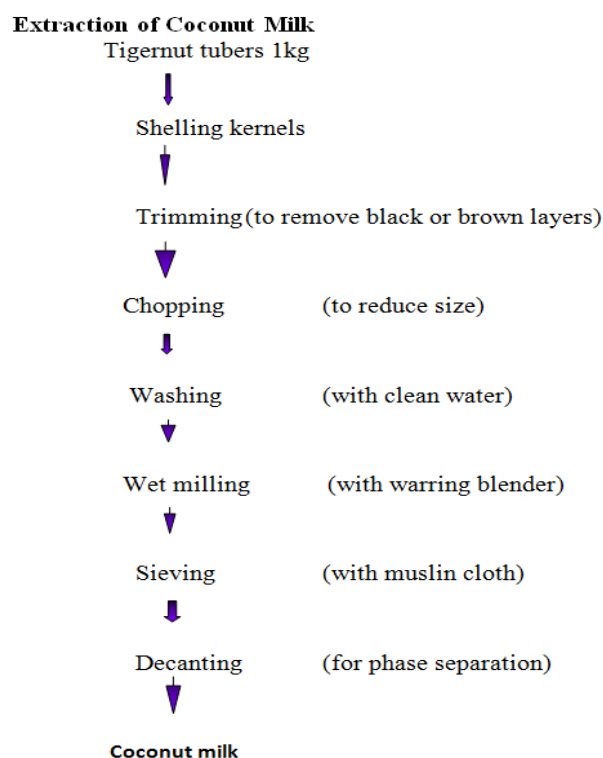 Extraction of Coconut Milk
Tigernut tubers 1kg
Shelling kernels
Trimming(to remove black or brown layers)
Chopping (to reduce size)
Washing (with clean water)
Wet milling (with warring blender)
Sieving (with muslin cloth)
Decanting (for phase separation)
Coconut milk